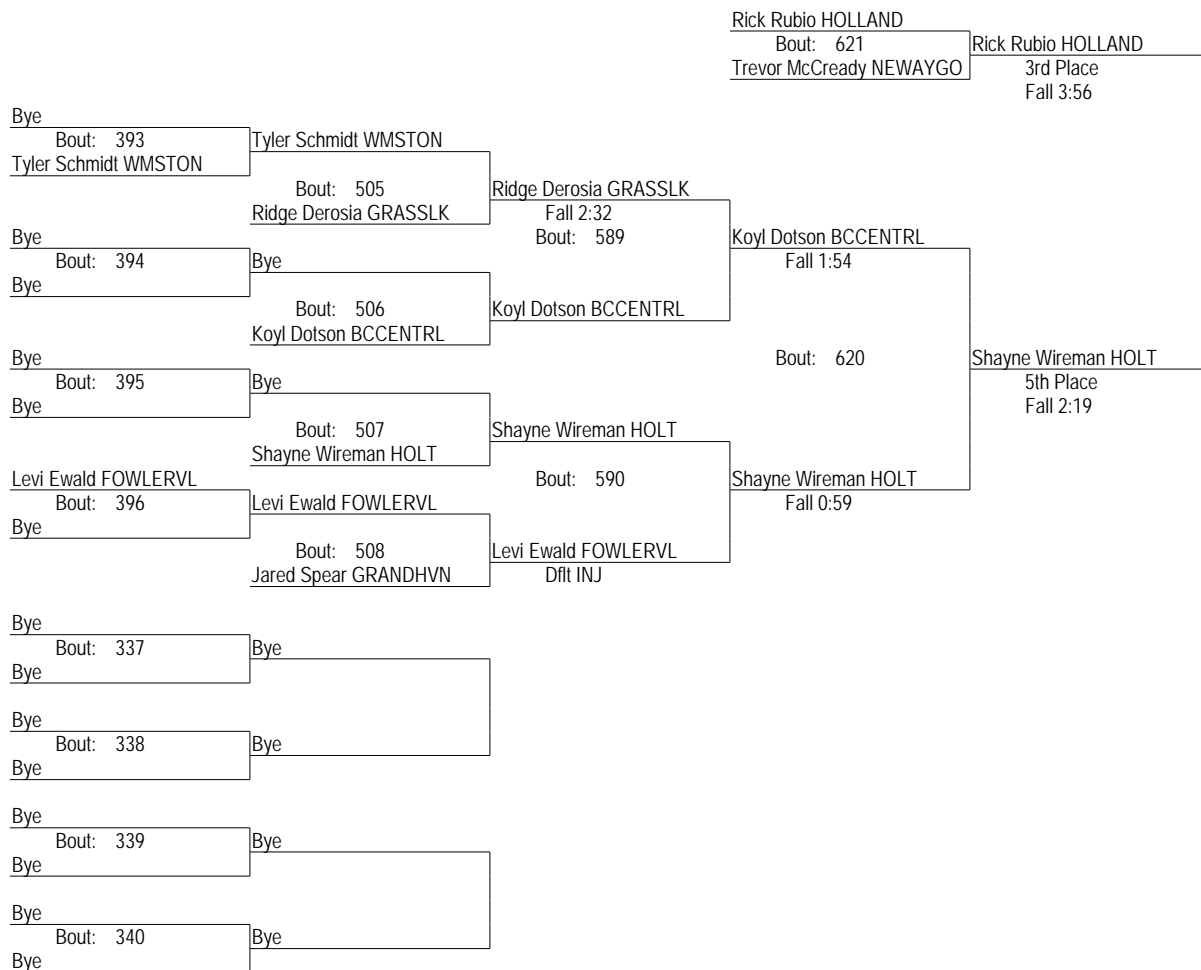 Rick Rubio HOLLAND
Bout: 621
Trevor McCready NEWAYGO
Rick Rubio HOLLAND
3rd Place
Fall 3:56
Bye
Bout: 393
Tyler Schmidt WMSTON
Tyler Schmidt WMSTON
Bout: 505
Ridge Derosia GRASSLK
Ridge Derosia GRASSLK
Fall 2:32
Bout: 589
Bye
Bout: 394
Bye
Bye
Bout: 506
Koyl Dotson BCCENTRL
Koyl Dotson BCCENTRL
Koyl Dotson BCCENTRL
Fall 1:54
Bye
Bout: 395
Bye
Bye
Bout: 507
Shayne Wireman HOLT
Shayne Wireman HOLT
Bout: 620
Shayne Wireman HOLT
5th Place
Fall 2:19
Bout: 590
Shayne Wireman HOLT
Fall 0:59
Levi Ewald FOWLERVL
Bout: 396
Bye
Levi Ewald FOWLERVL
Bout: 508
Jared Spear GRANDHVN
Levi Ewald FOWLERVL
Dflt INJ
Bye
Bout: 337
Bye
Bye
Bye
Bout: 338
Bye
Bye
Bye
Bout: 339
Bye
Bye
Bye
Bout: 340
Bye
Bye